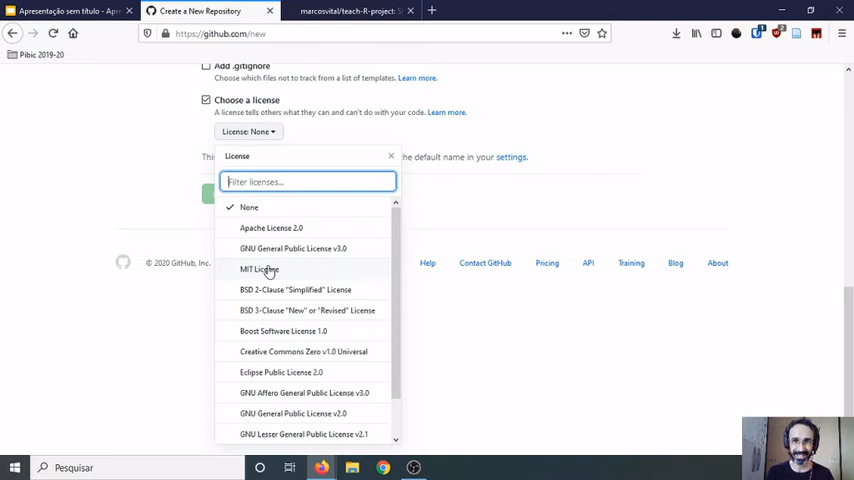 Apresentação sem título - Aprese
Create a New Repository
marcosvital/teach-R-project: S
https://github.com/new
1
2
Pibic 2019-20
Add .gitignore
Choose which files not to track from a list of templates. Learn more.
Choose a license
A license tells others what they can and can't do with your code. Learn more.
License: None
License
Filter licenses...
This
the default name in your settings.
None
Apache License 2.0
GNU General Public License v3.0
MIT License
BSD 2-Clause "Simplified" License
BSD 3-Clause "New" or "Revised" License
Boost Software License 1.0
Creative Commons Zero v1.0 Universal
Eclipse Public License 2.0
GNU Affero General Public License v3.0
GNU General Public License v2.0
GNU Lesser General Public License v2.1
© 2020 GitHub, Inc.
Help
Contact GitHub
Pricing
API
Training
Blog
About
Pesquisar